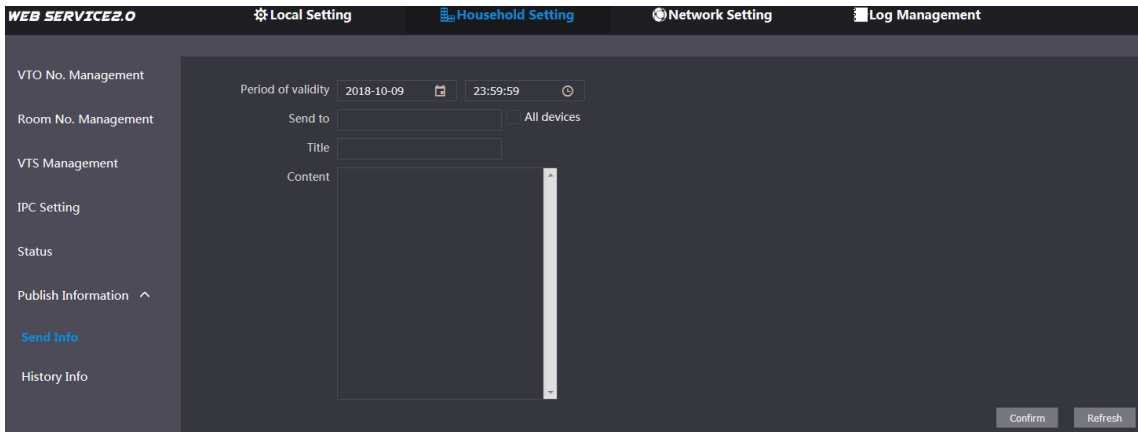 WEB SERVICE2.0 Local Setting Household Setting Network Setting Log Management
VTO No. Management
Room No. Management
VTS Management
IPC Setting
Status
Publish Information
Send Info
History Info
Period of validity 2018-10-09 23:59:59
Send to All devices
Title
Content
Confirm Refresh